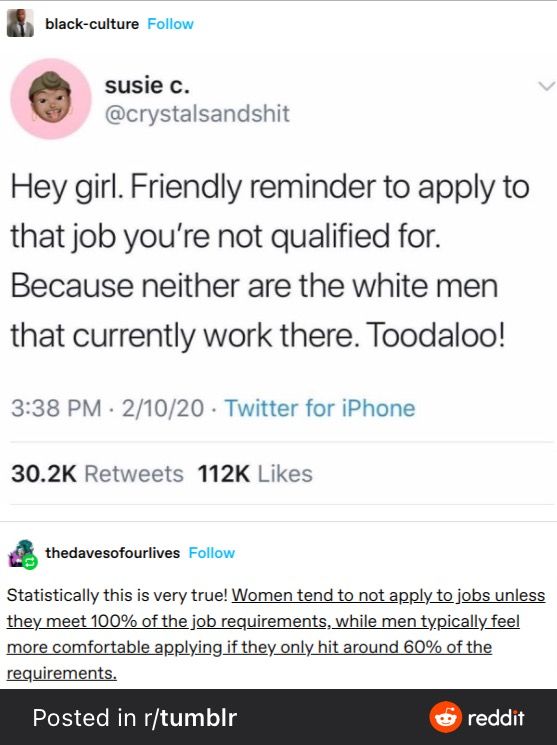 black-culture Follow
susie c.
@crystalsandshit
Hey girl. Friendly reminder to apply to
that job you're not qualified for.
Because neither are the white men
that currently work there. Toodaloo!
3:38 PM · 2/10/20 · Twitter for iPhone
30.2K Retweets 112K Likes
thedavesofourlives Follow
Statistically this is very true! Women tend to not apply to jobs unless
they meet 100% of the job requirements, while men typically feel
more comfortable applying if they only hit around 60% of the
requirements.
Posted in r/tumblr reddit